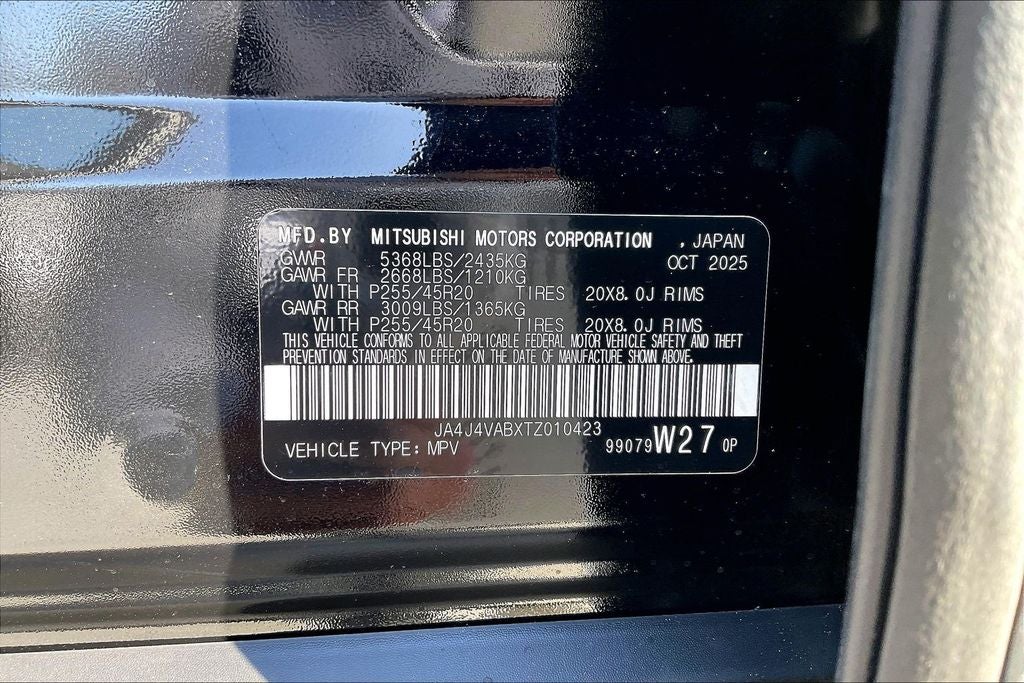 MFD.BY MITSUBISHI MOTORS CORPORATION , JAPAN
GVWR 5368LBS/2435KG OCT 2025
GAWR FR 2668LBS/1210KG
WITH P255/45R20 TIRES 20X8.0J RIMS
GAWR RR 3009LBS/1365KG
WITH P255/45R20 TIRES 20X8.0J RIMS
THIS VEHICLE CONFORMS TO ALL APPLICABLE FEDERAL MOTOR VEHICLE SAFETY AND THEFT
PREVENTION STANDARDS IN EFFECT ON THE DATE OF MANUFACTURE SHOWN ABOVE.
JA4J4VABXTZ010423
VEHICLE TYPE: MPV 99079 W27 0P